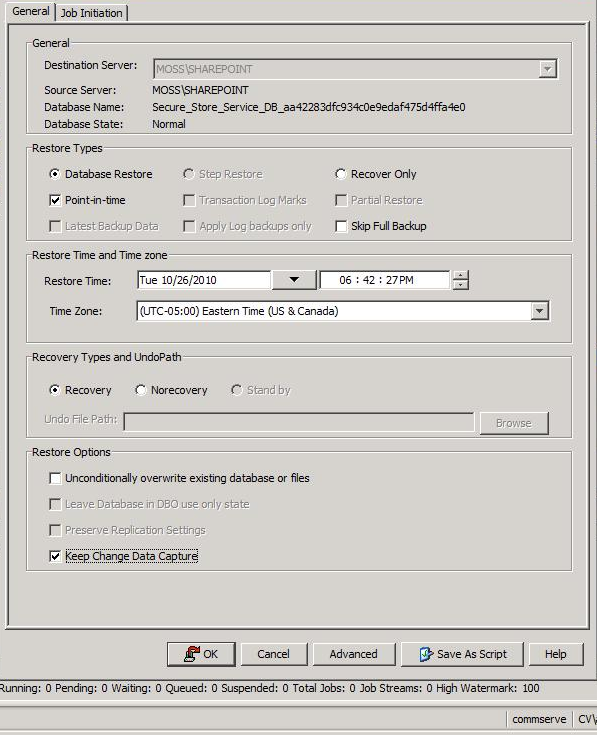 General Job Initiation
General
Destination Server: MOSS\SHAREPOINT
Source Server: MOSS\SHAREPOINT
Database Name: Secure_Store_Service_DB_aa42283dfc934c0e9edaf475d4ffa4e0
Database State: Normal
Restore Types
Database Restore Step Restore Recover Only
Point-in-time Transaction Log Marks Partial Restore
Latest Backup Data Apply Log backups only Skip Full Backup
Restore Time and Time zone
Restore Time: Tue 10/26/2010 06 : 42 : 27PM
Time Zone: (UTC-05:00) Eastern Time (US & Canada)
Recovery Types and UndoPath
Recovery Norecovery Stand by
Undo File Path: Browse
Restore Options
Unconditionally overwrite existing database or files
Leave Database in DBO use only state
Preserve Replication Settings
Keep Change Data Capture
OK Cancel Advanced Save As Script Help
Running: 0 Pending: 0 Waiting: 0 Queued: 0 Suspended: 0 Total Jobs: 0 Job Streams: 0 High Watermark: 100
commserve CV\